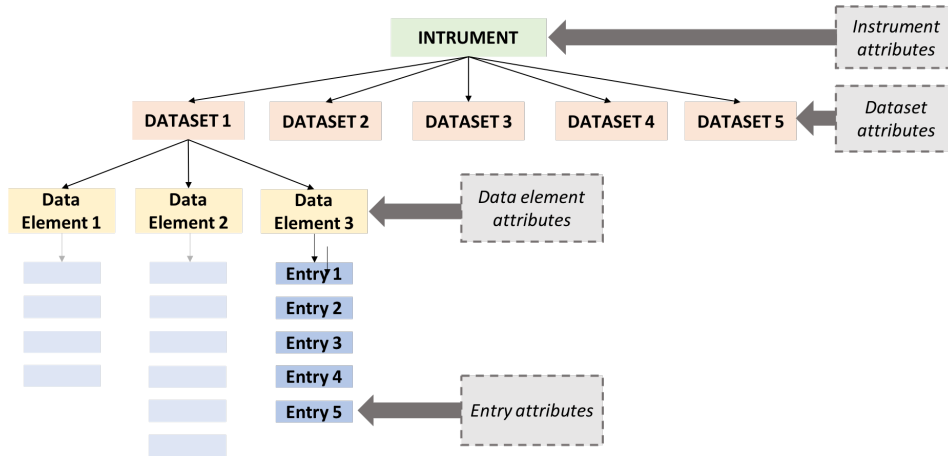 INTRUMENT
Instrument
attributes
DATASET 1
DATASET 2
DATASET 3
DATASET 4
DATASET 5
Dataset
attributes
Data
Element 1
Data
Element 2
Data
Element 3
Data element
attributes
Entry 1
Entry 2
Entry 3
Entry 4
Entry 5
Entry attributes